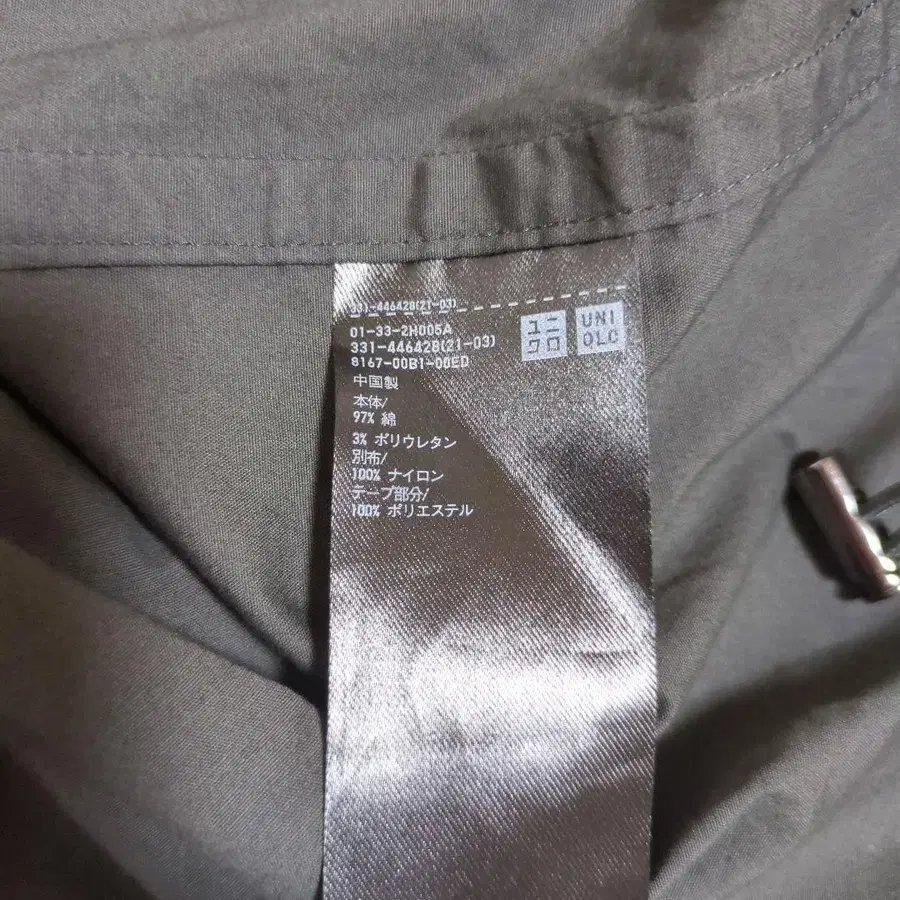 331-446428(21-03)
01-33-2H005A
331-446428(21-03)
8167-00B1-00ED
ユニ
クロ
UNI
QLO
中国製
本体/
97% 綿
3% ポリウレタン
別布/
100% ナイロン
テープ部分/
100% ポリエステル